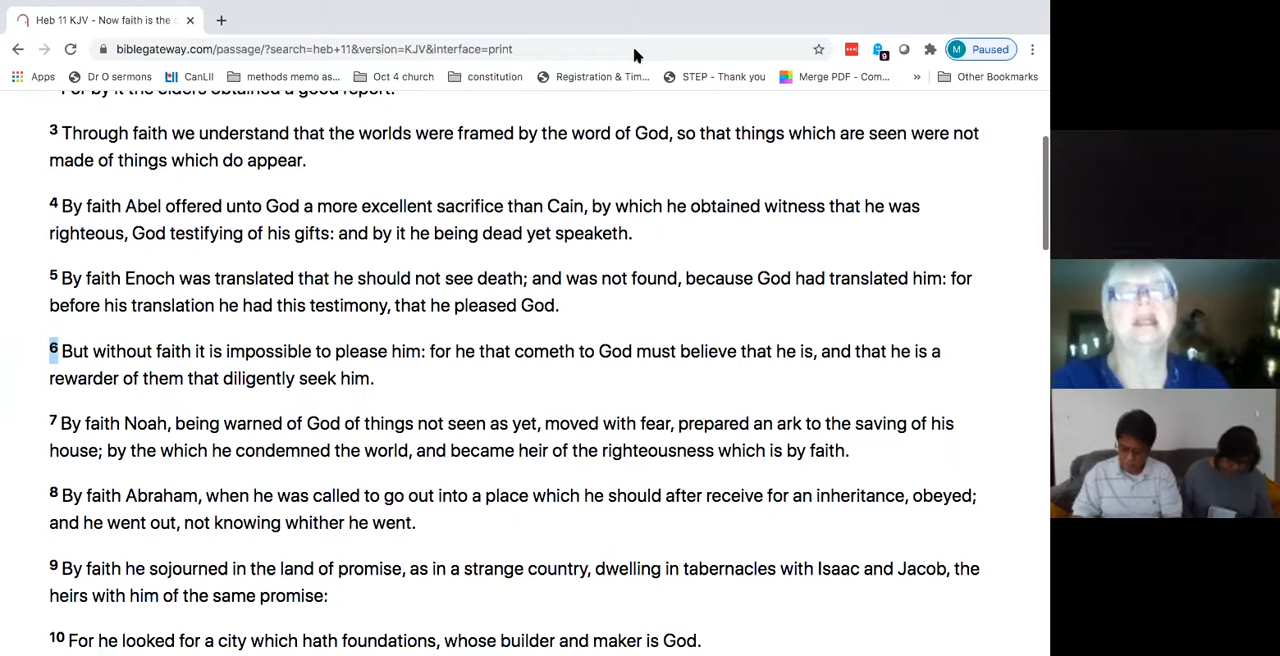 Heb 11 KJV - Now faith is the
biblegateway.com/passage/?search=heb+11&version=KJV&interface=print
9
M Paused
Apps Dr O sermons CanLII methods memo as... Oct 4 church constitution Registration & Tim... STEP - Thank you Merge PDF - Com... » Other Bookmarks
For by it the elders obtained a good report.
3 Through faith we understand that the worlds were framed by the word of God, so that things which are seen were not
made of things which do appear.
4 By faith Abel offered unto God a more excellent sacrifice than Cain, by which he obtained witness that he was
righteous, God testifying of his gifts: and by it he being dead yet speaketh.
5 By faith Enoch was translated that he should not see death; and was not found, because God had translated him: for
before his translation he had this testimony, that he pleased God.
6 But without faith it is impossible to please him: for he that cometh to God must believe that he is, and that he is a
rewarder of them that diligently seek him.
7 By faith Noah, being warned of God of things not seen as yet, moved with fear, prepared an ark to the saving of his
house; by the which he condemned the world, and became heir of the righteousness which is by faith.
8 By faith Abraham, when he was called to go out into a place which he should after receive for an inheritance, obeyed;
and he went out, not knowing whither he went.
9 By faith he sojourned in the land of promise, as in a strange country, dwelling in tabernacles with Isaac and Jacob, the
heirs with him of the same promise:
10 For he looked for a city which hath foundations, whose builder and maker is God.